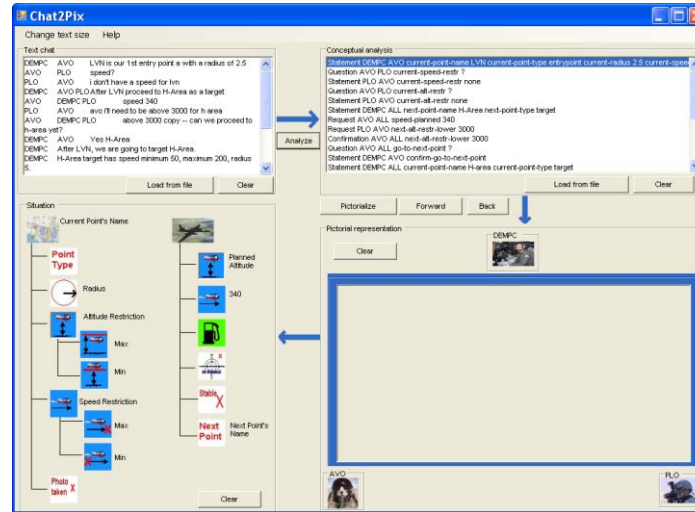 Chat2Pix
Change text size Help
Text chat
DEMPC AVO LVN is our 1st entry point a with a radius of 2.5
AVO PLO speed?
PLO AVO i don't have a speed for lvn
DEMPC AVO PLO After LVN proceed to H-Area as a target
AVO DEMPC PLO speed 340
PLO AVO avo I'll need to be above 3000 for h area
AVO DEMPC PLO above 3000 copy -- can we proceed to
h-area yet?
DEMPC AVO Yes H-Area
DEMPC After LVN, we are going to target H-Area.
DEMPC H-Area target has speed minimum 50, maximum 200, radius
5.
Load from file Clear
Analyze
Conceptual analysis
Statement DEMPC AVO current-point-name LVN current-point-type entrypoint current-radius 2.5 current-speed
Question AVO PLO current-speed-restr ?
Statement PLO AVO current-speed-restr none
Question AVO PLO current-alt-restr ?
Statement PLO AVO current-alt-restr none
Statement DEMPC ALL next-point-name H-Area next-point-type target
Request AVO ALL speed-planned 340
Request PLO AVO next-alt-restr-lower 3000
Confirmation AVO ALL next-alt-restr-lower 3000
Question AVO ALL go-to-next-point ?
Statement DEMPC AVO confirm-go-to-next-point
Statement DEMPC ALL current-point-name H-area current-point-type target
Load from file Clear
Pictorialize Forward Back
Situation
Current Point's Name
Point
Type
Radius
Altitude Restriction
Max
Min
Speed Restriction
Max
Min
Photo
taken X
Planned
Altitude
340
X
Stable
X
Next
Point
Next Point's
Name
Clear
Pictorial representation
Clear
DEMPC
AVO
PLO